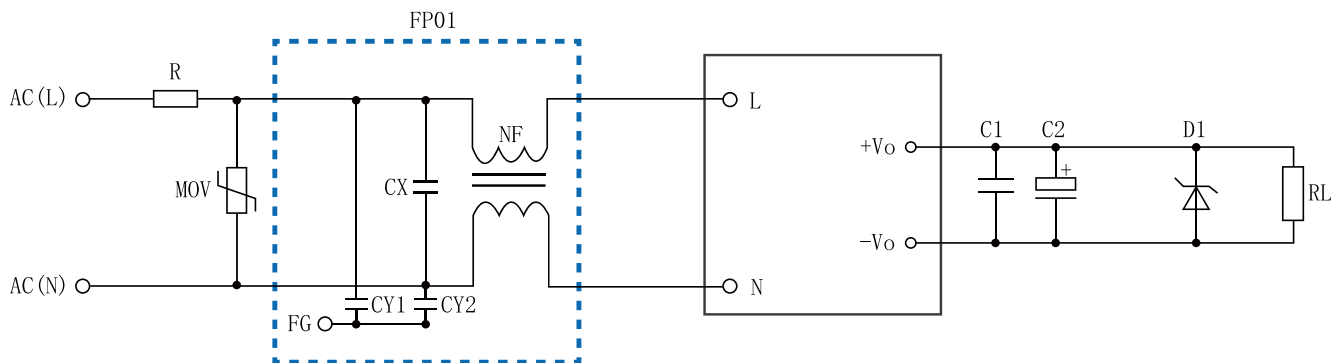 FP01
R
AC(L)
L
NF
+Vo
C1
C2
D1
+
MOV
CX
RL
-Vo
AC(N)
N
CY1
CY2
FG